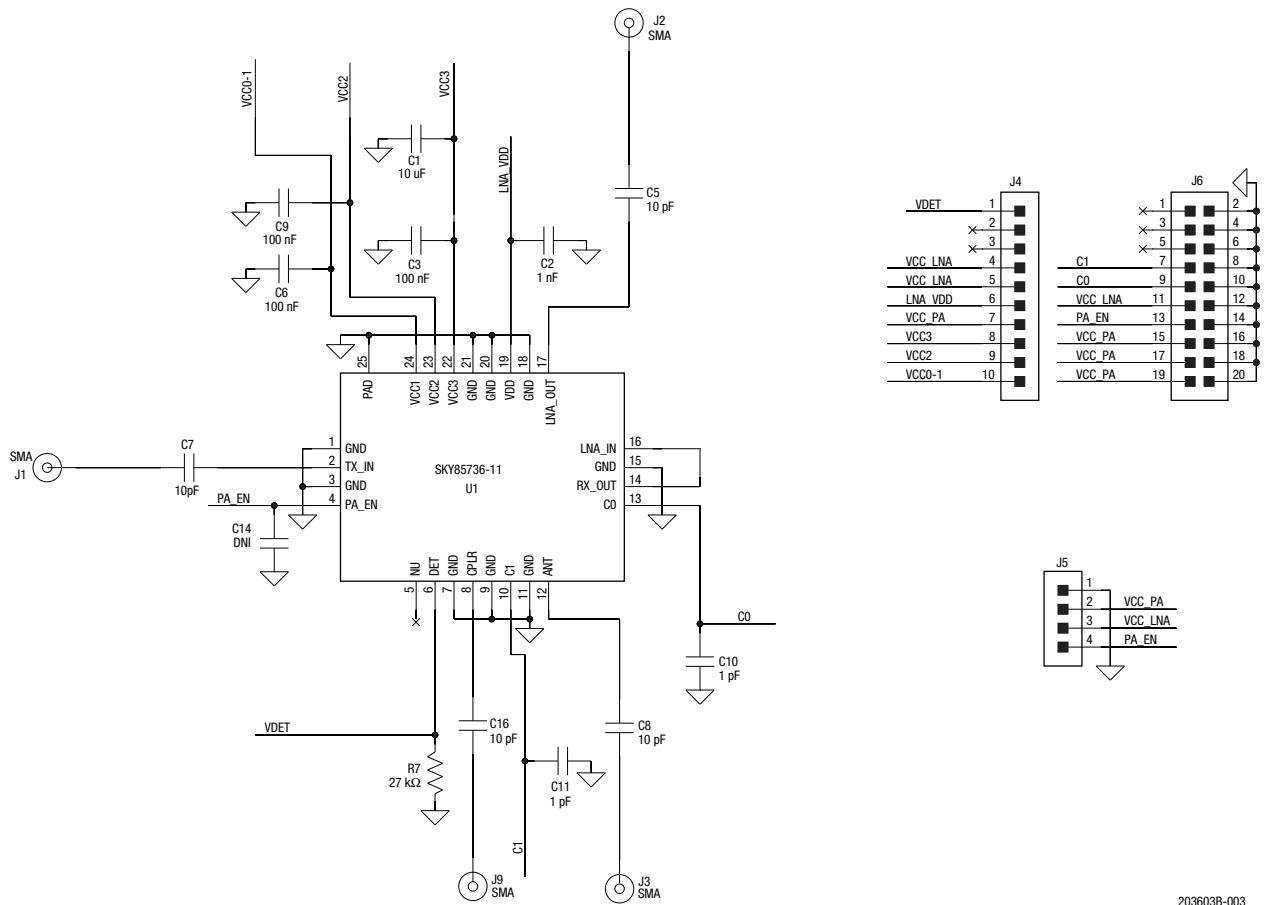 J2
SMA
VCC0-1
VCC2
VCC3
LNA_VDD
C1
10 uF
C5
10 pF
C9
100 nF
C3
100 nF
C2
1 nF
C6
100 nF
25
24
23
22
21
20
19
18
17
PAD
VCC1
VCC2
VCC3
GND
GND
VDD
GND
LNA_OUT
SMA
J1
C7
10pF
1
GND
2
TX_IN
3
GND
4
PA_EN
PA_EN
C14
DNI
SKY85736-11
U1
LNA_IN
16
GND
15
RX_OUT
14
C0
13
NU
DET
GND
CPLR
GND
C1
GND
ANT
5
6
7
8
9
10
11
12
C0
C10
1 pF
VDET
R7
27 kΩ
C16
10 pF
C11
1 pF
C8
10 pF
C1
J9
SMA
J3
SMA
J4
VDET 1
2
3
VCC_LNA 4
VCC_LNA 5
LNA_VDD 6
VCC_PA 7
VCC3 8
VCC2 9
VCC0-1 10
J6
1 2
3 4
5 6
C1 7 8
C0 9 10
VCC_LNA 11 12
PA_EN 13 14
VCC_PA 15 16
VCC_PA 17 18
VCC_PA 19 20
J5
1
2 VCC_PA
3 VCC_LNA
4 PA_EN
203603B-003